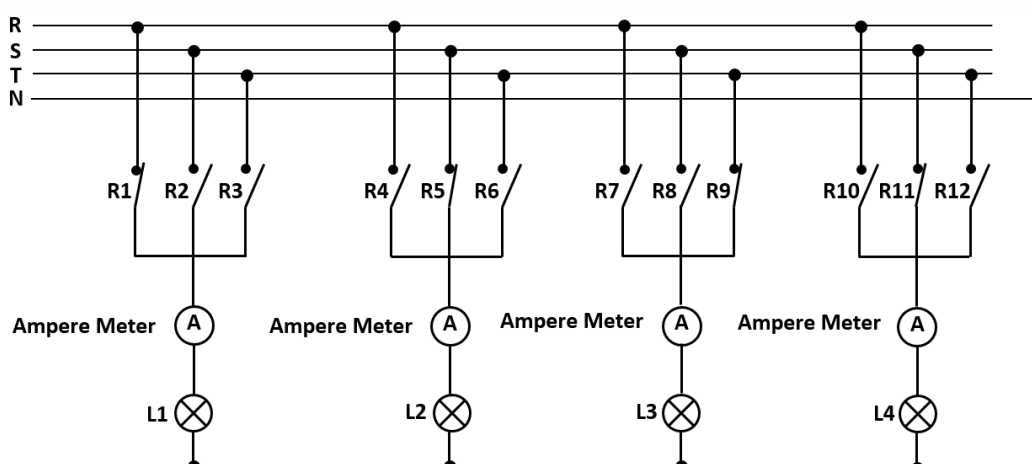 R
S
T
N
R1 R2 R3 R4 R5 R6 R7 R8 R9 R10 R11 R12
Ampere Meter A Ampere Meter A Ampere Meter A Ampere Meter A
L1 L2 L3 L4